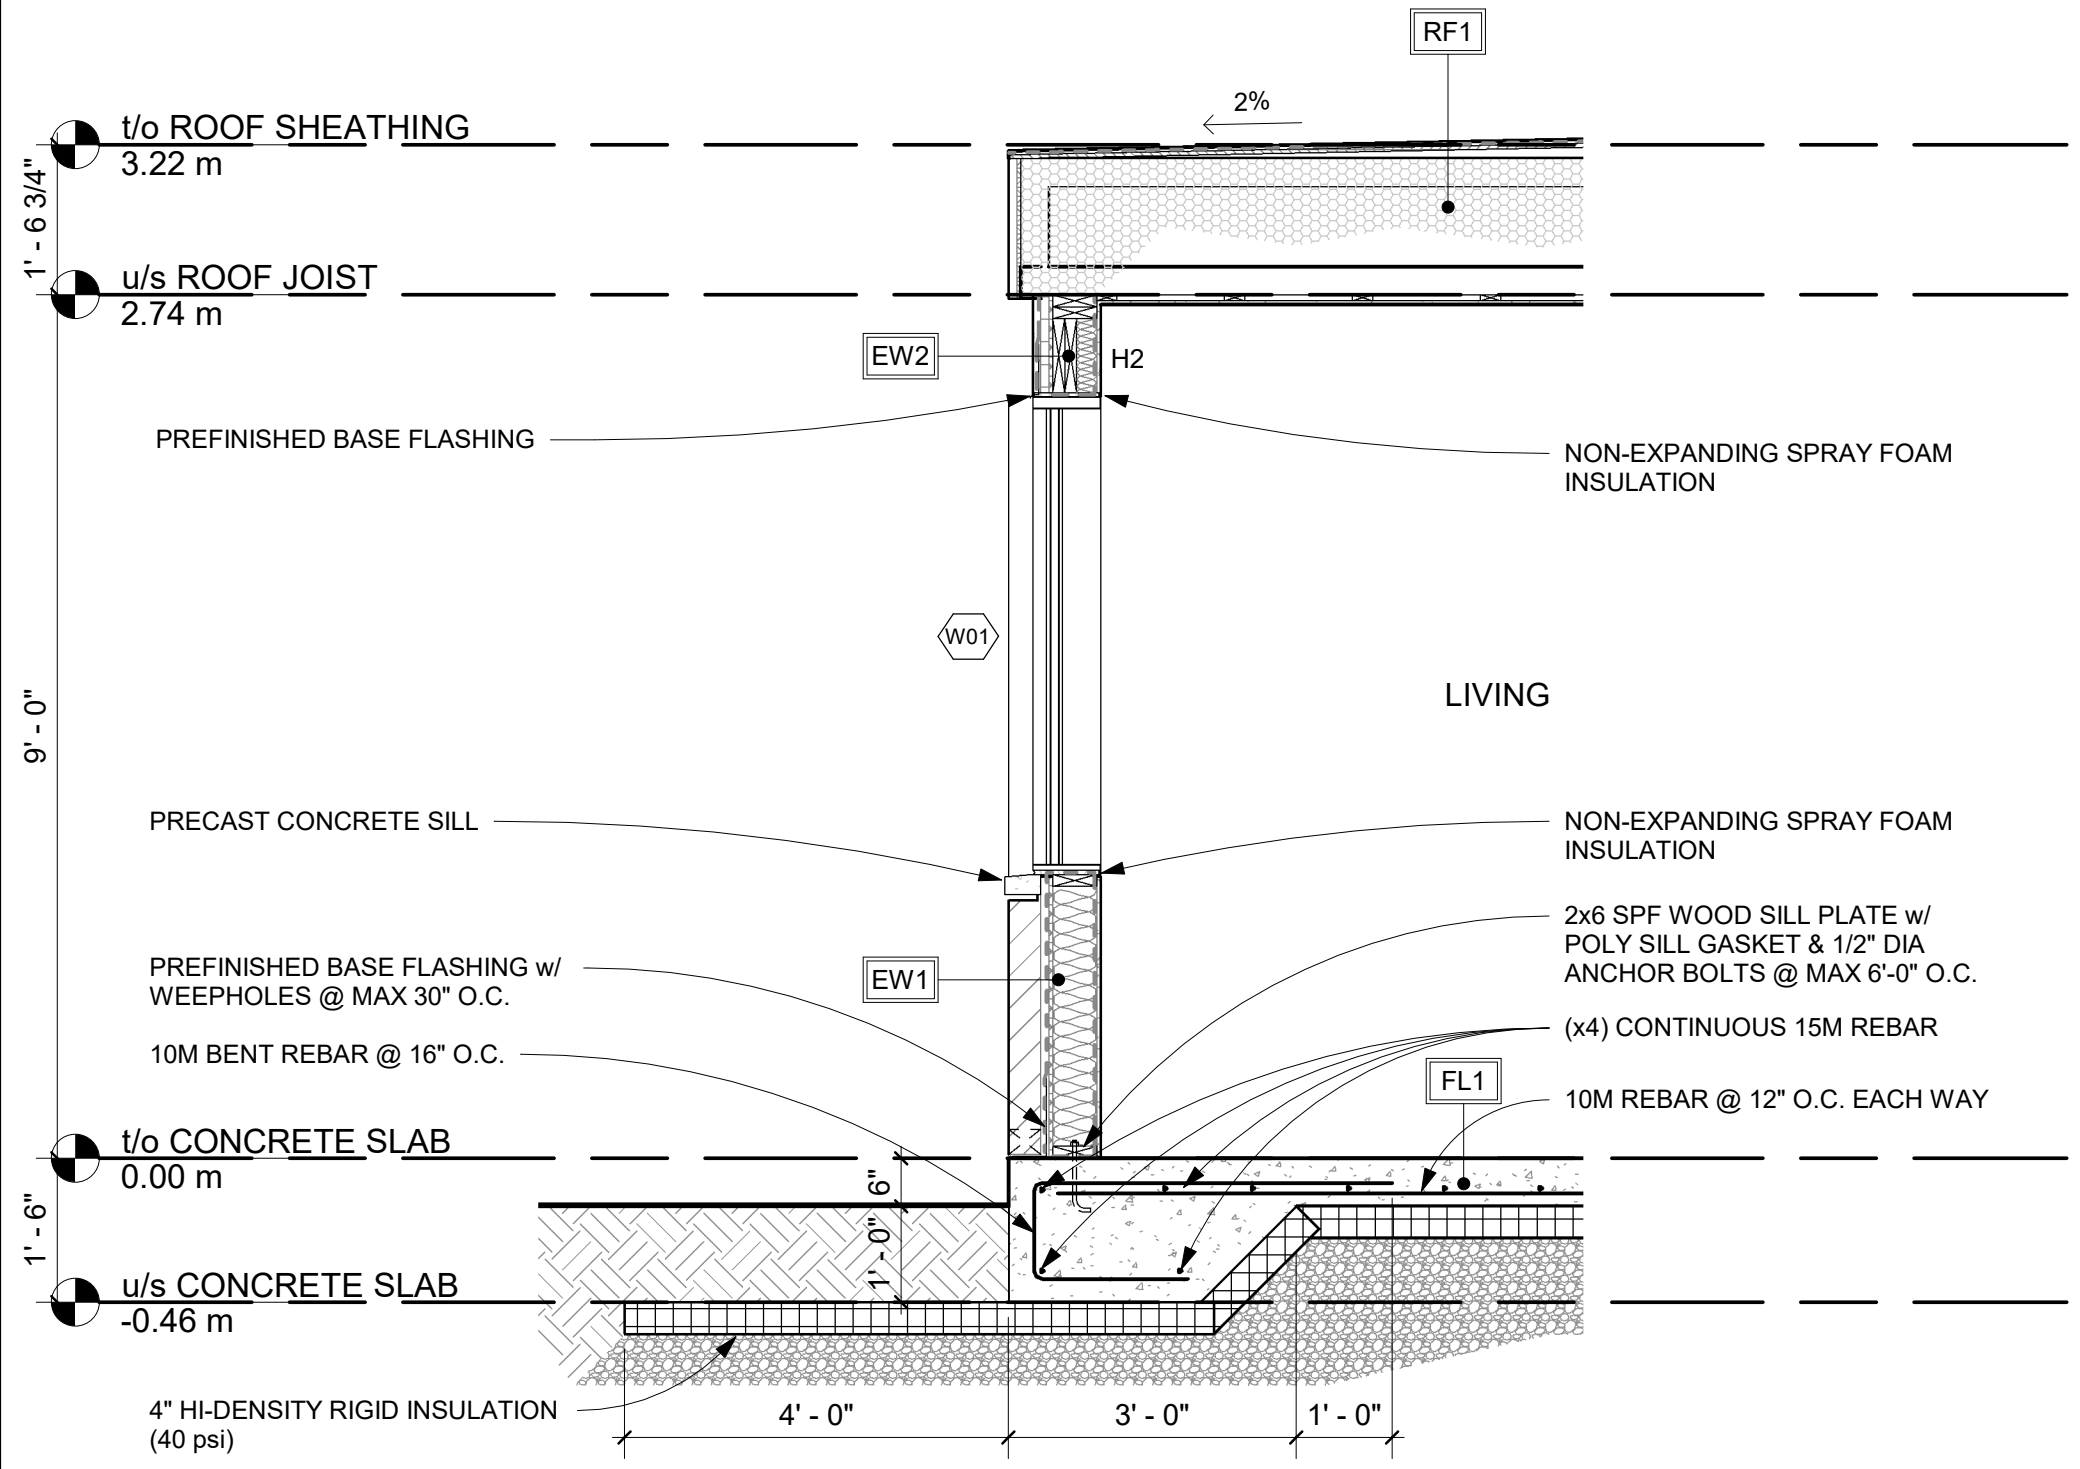 RF1
2%
t/o ROOF SHEATHING
3.22 m
1' - 6 3/4"
u/s ROOF JOIST
2.74 m
EW2
H2
PREFINISHED BASE FLASHING
NON-EXPANDING SPRAY FOAM
INSULATION
W01
LIVING
9' - 0"
PRECAST CONCRETE SILL
NON-EXPANDING SPRAY FOAM
INSULATION
2x6 SPF WOOD SILL PLATE w/
POLY SILL GASKET & 1/2" DIA
ANCHOR BOLTS @ MAX 6'-0" O.C.
PREFINISHED BASE FLASHING w/
WEEPHOLES @ MAX 30" O.C.
EW1
(x4) CONTINUOUS 15M REBAR
10M BENT REBAR @ 16" O.C.
FL1
10M REBAR @ 12" O.C. EACH WAY
t/o CONCRETE SLAB
0.00 m
6"
1' - 0"
1' - 6"
u/s CONCRETE SLAB
-0.46 m
4" HI-DENSITY RIGID INSULATION
(40 psi)
4' - 0"
3' - 0"
1' - 0"